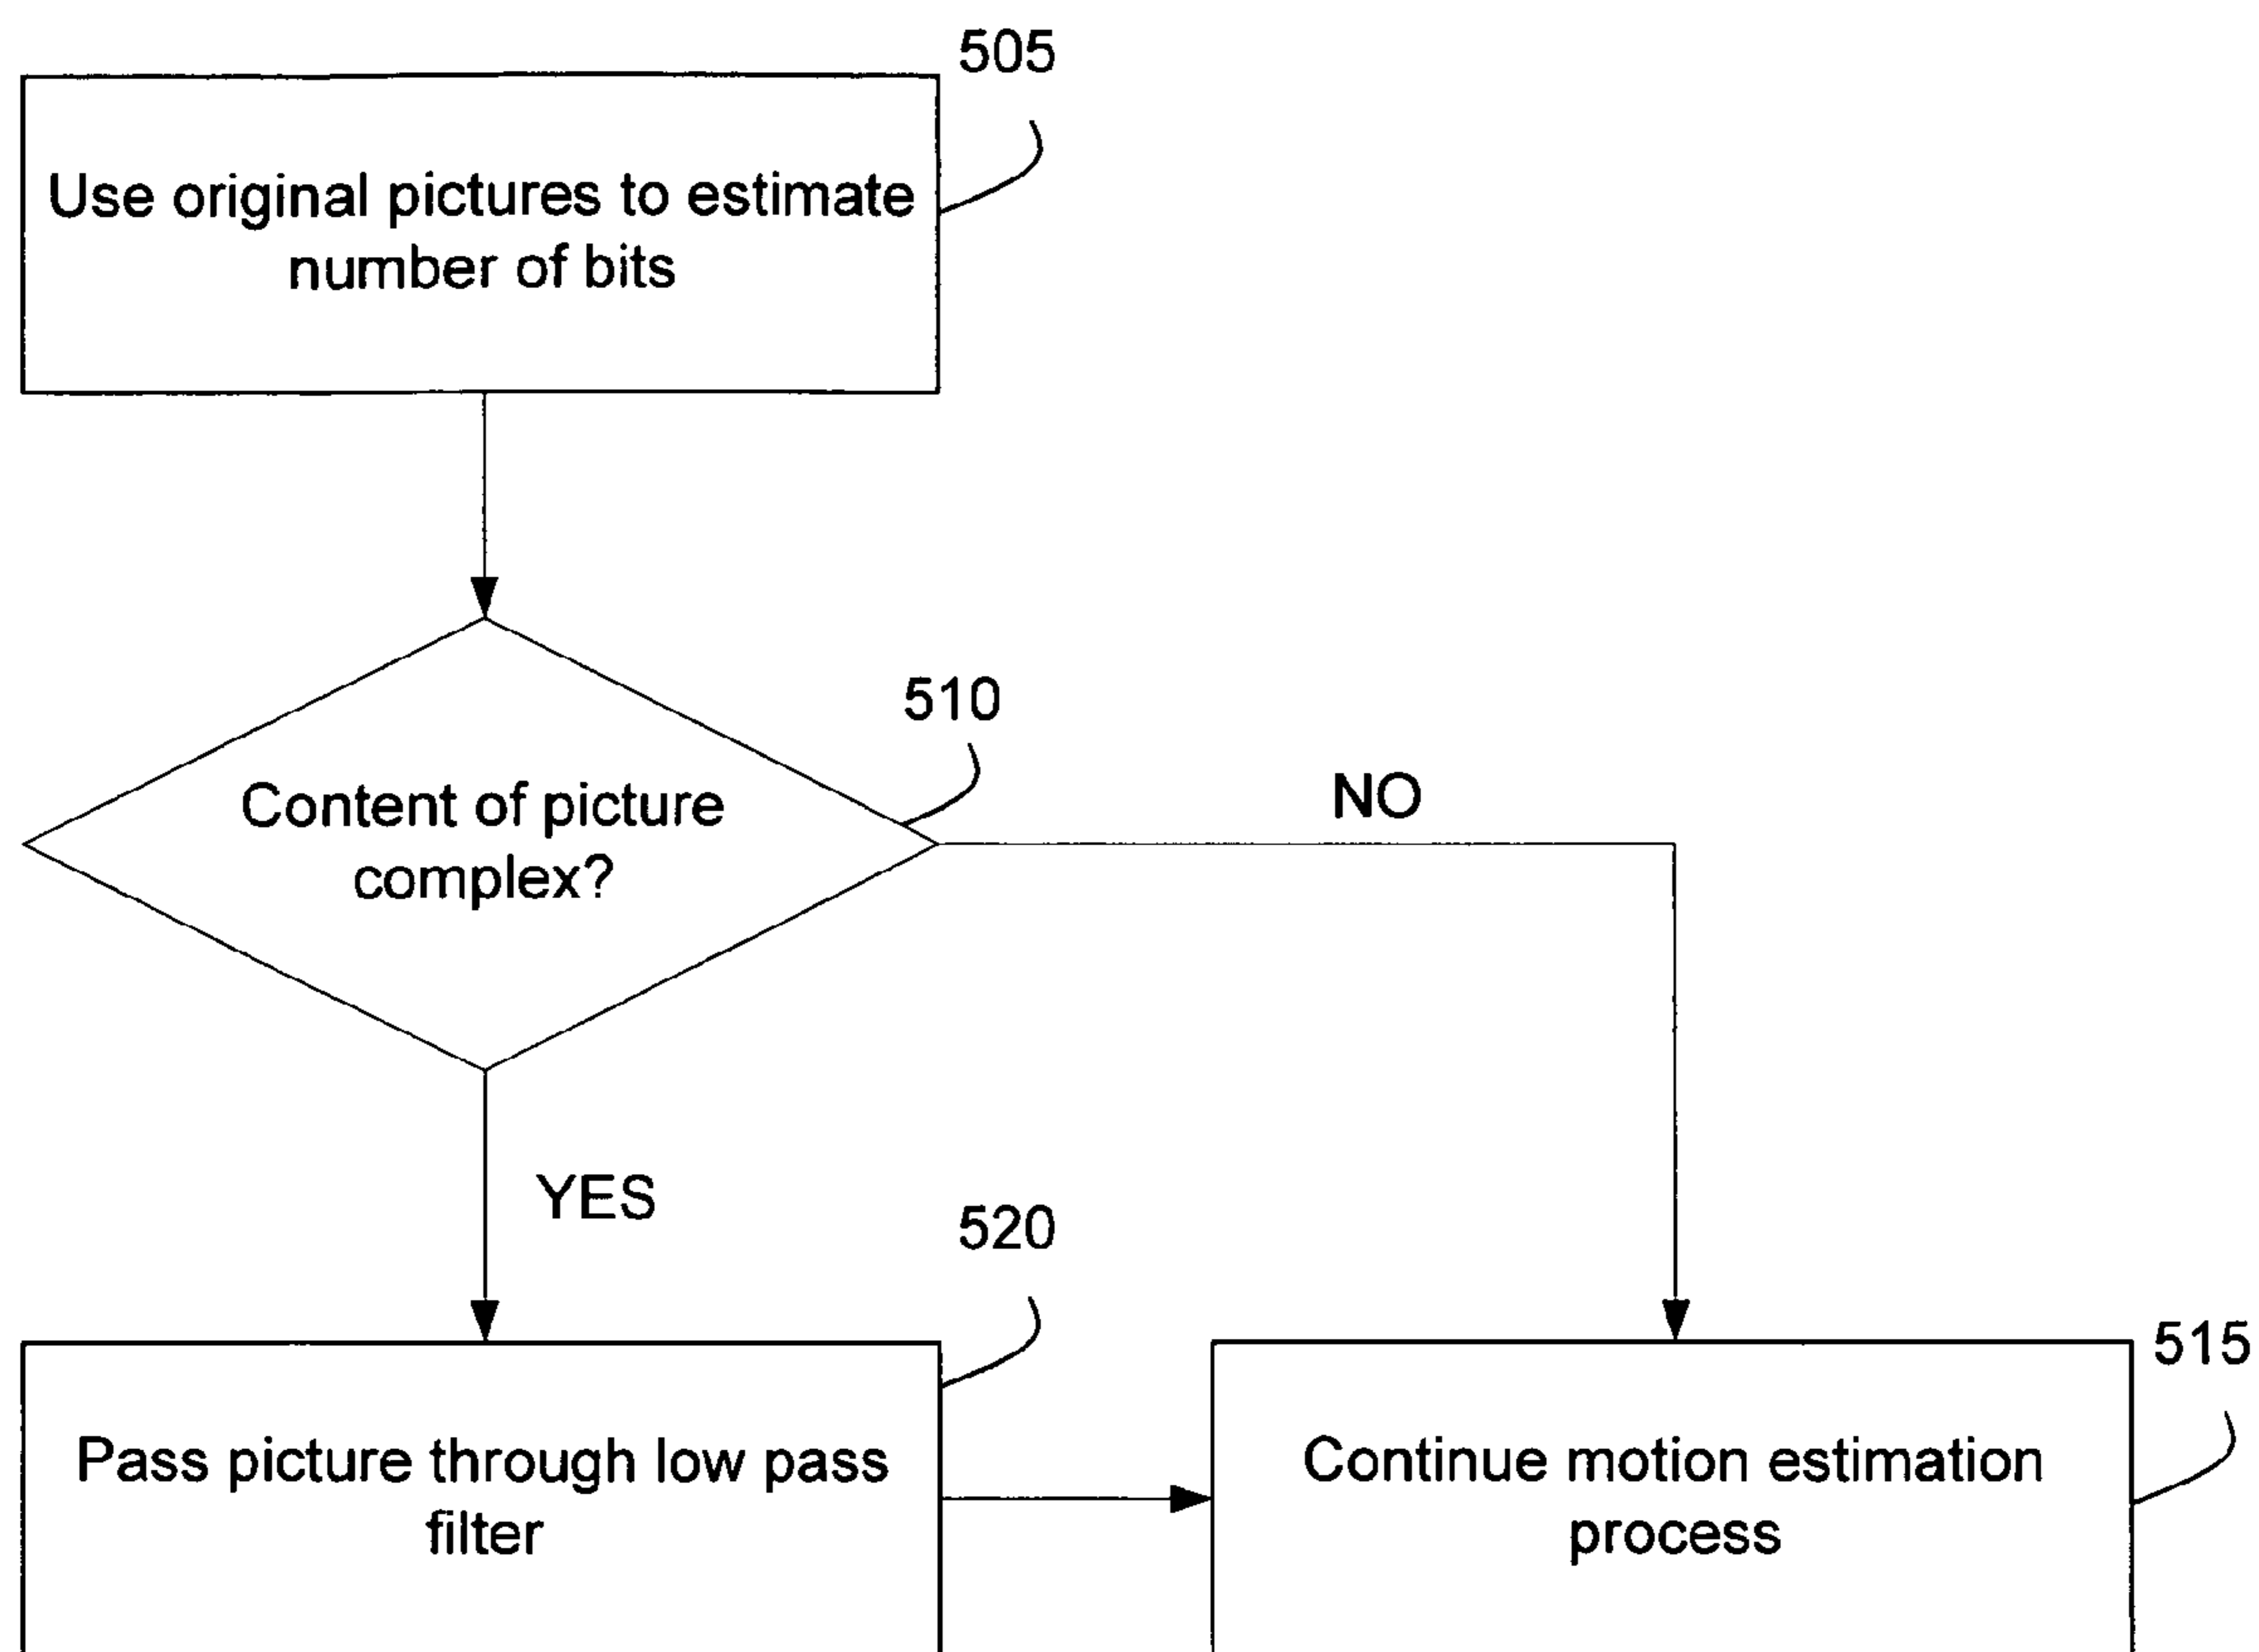 505
Use original pictures to estimate
number of bits
510
Content of picture
complex?
NO
YES
520
515
Pass picture through low pass
filter
Continue motion estimation
process